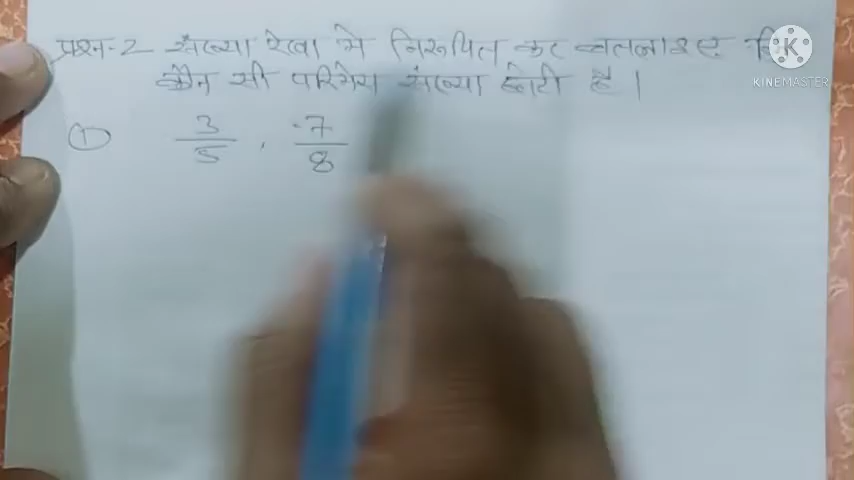 प्रश्न-2 संख्या रेखा मे निरूपित कर बतलाइए
कौन सी परिमेय संख्या छोटी है।
① 3/5 , -7/8
K
KINEMASTER